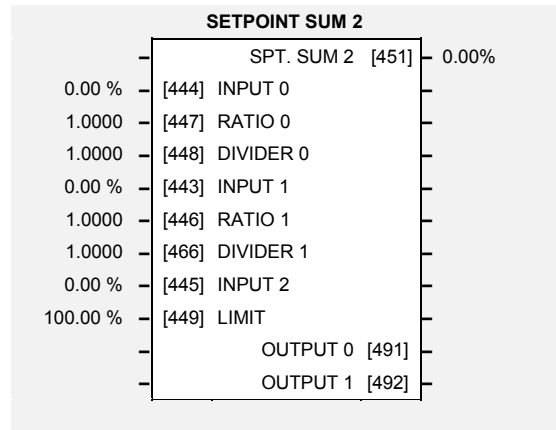 SETPOINT SUM 2
SPT. SUM 2 [451] 0.00%
0.00 % [444] INPUT 0
1.0000 [447] RATIO 0
1.0000 [448] DIVIDER 0
0.00 % [443] INPUT 1
1.0000 [446] RATIO 1
1.0000 [466] DIVIDER 1
0.00 % [445] INPUT 2
100.00 % [449] LIMIT
OUTPUT 0 [491]
OUTPUT 1 [492]